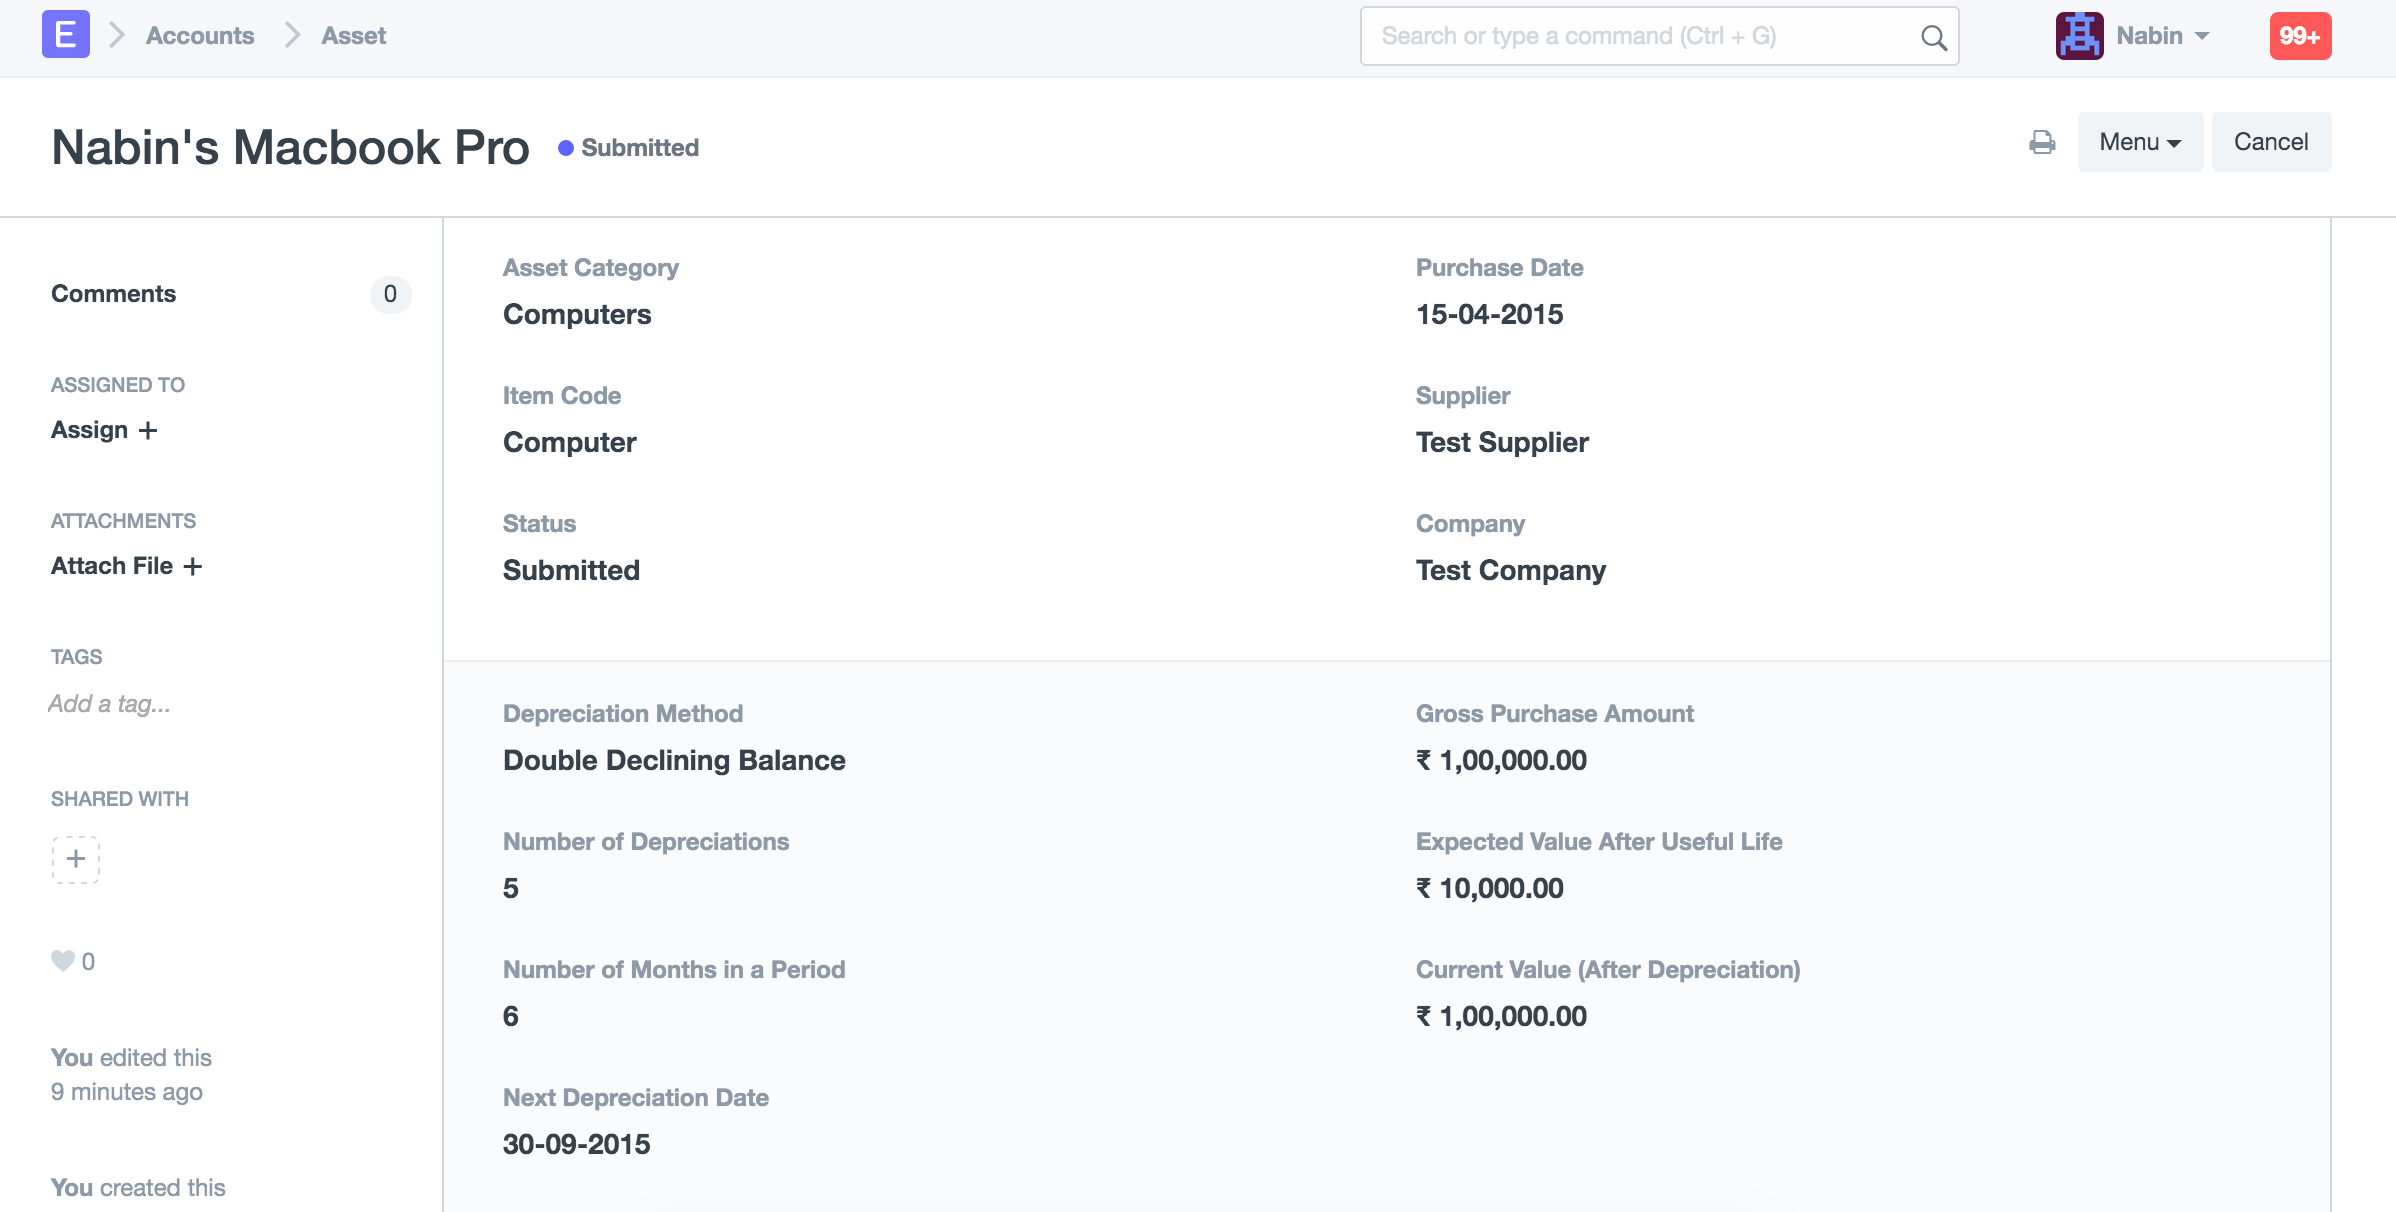 E Accounts Asset Search or type a command (Ctrl + G) Nabin 99+
Nabin's Macbook Pro Submitted Menu Cancel
Comments 0
ASSIGNED TO
Assign +
ATTACHMENTS
Attach File +
TAGS
Add a tag...
SHARED WITH
+
0
You edited this
9 minutes ago
You created this
Asset Category
Computers
Item Code
Computer
Status
Submitted
Purchase Date
15-04-2015
Supplier
Test Supplier
Company
Test Company
Depreciation Method
Double Declining Balance
Number of Depreciations
5
Number of Months in a Period
6
Next Depreciation Date
30-09-2015
Gross Purchase Amount
₹ 1,00,000.00
Expected Value After Useful Life
₹ 10,000.00
Current Value (After Depreciation)
₹ 1,00,000.00